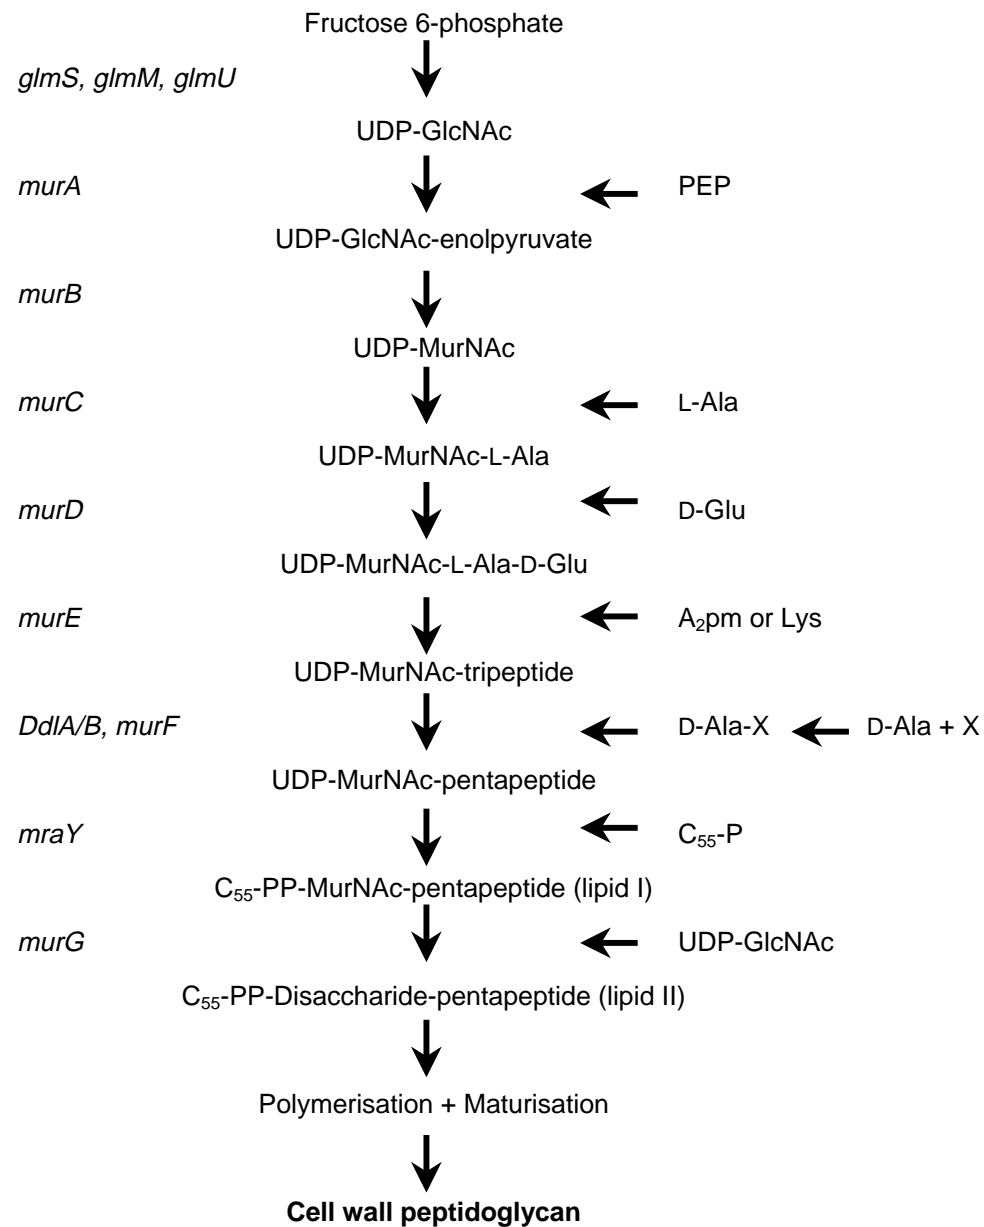 Fructose 6-phosphate
glmS, glmM, glmU
UDP-GlcNAc
murA PEP
UDP-GlcNAc-enolpyruvate
murB
UDP-MurNAc
murC L-Ala
UDP-MurNAc-L-Ala
murD D-Glu
UDP-MurNAc-L-Ala-D-Glu
murE A₂pm or Lys
UDP-MurNAc-tripeptide
DdlA/B, murF D-Ala-X D-Ala + X
UDP-MurNAc-pentapeptide
mraY C₅₅-P
C₅₅-PP-MurNAc-pentapeptide (lipid I)
murG UDP-GlcNAc
C₅₅-PP-Disaccharide-pentapeptide (lipid II)
Polymerisation + Maturisation
Cell wall peptidoglycan